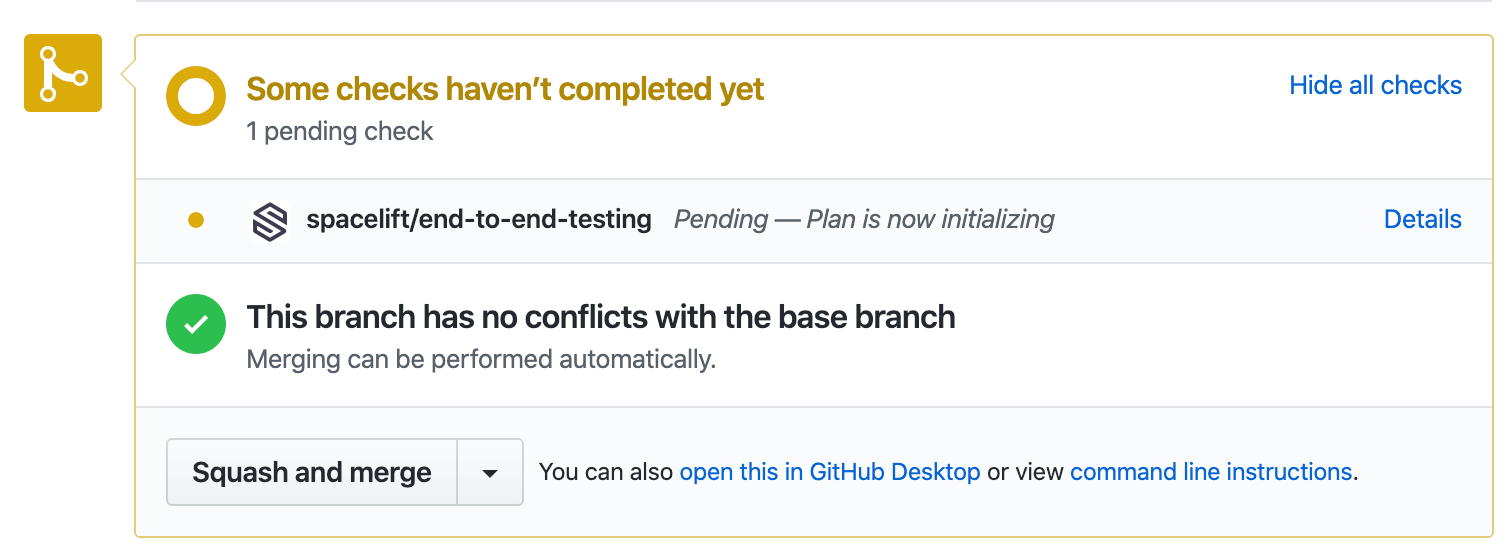 Some checks haven’t completed yet
Hide all checks
1 pending check
spacelift/end-to-end-testing Pending — Plan is now initializing Details
This branch has no conflicts with the base branch
Merging can be performed automatically.
Squash and merge You can also open this in GitHub Desktop or view command line instructions.